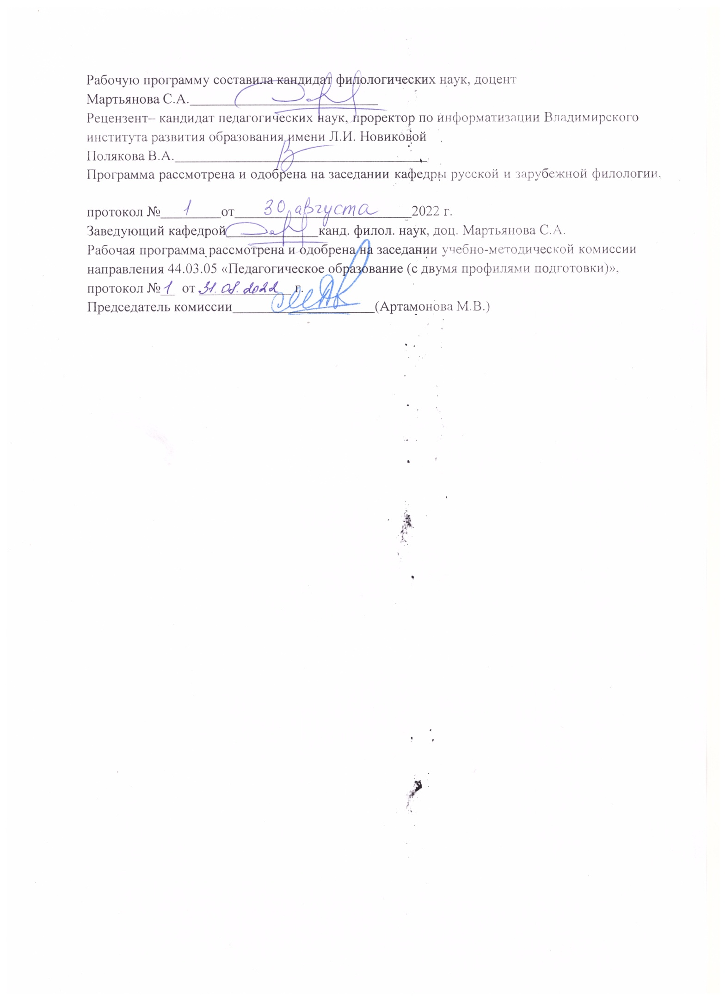 Рабочую программу составила кандидат филологических наук, доцент
Мартьянова С.А.____________________________
Рецензент– кандидат педагогических наук, проректор по информатизации Владимирского
института развития образования имени Л.И. Новиковой
Полякова В.А.______________________________________
Программа рассмотрена и одобрена на заседании кафедры русской и зарубежной филологии,
протокол №____1____от____30 августа____2022 г.
Заведующий кафедрой______________канд. филол. наук, доц. Мартьянова С.А.
Рабочая программа рассмотрена и одобрена на заседании учебно-методической комиссии
направления 44.03.05 «Педагогическое образование (с двумя профилями подготовки)»,
протокол №1 от 31.08.2022 г.
Председатель комиссии_____________________(Артамонова М.В.)